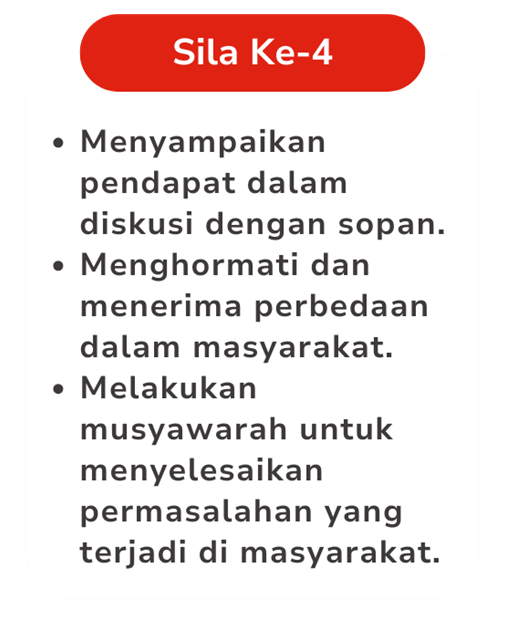 Sila Ke-4
• Menyampaikan
pendapat dalam
diskusi dengan sopan.
• Menghormati dan
menerima perbedaan
dalam masyarakat.
• Melakukan
musyawarah untuk
menyelesaikan
permasalahan yang
terjadi di masyarakat.